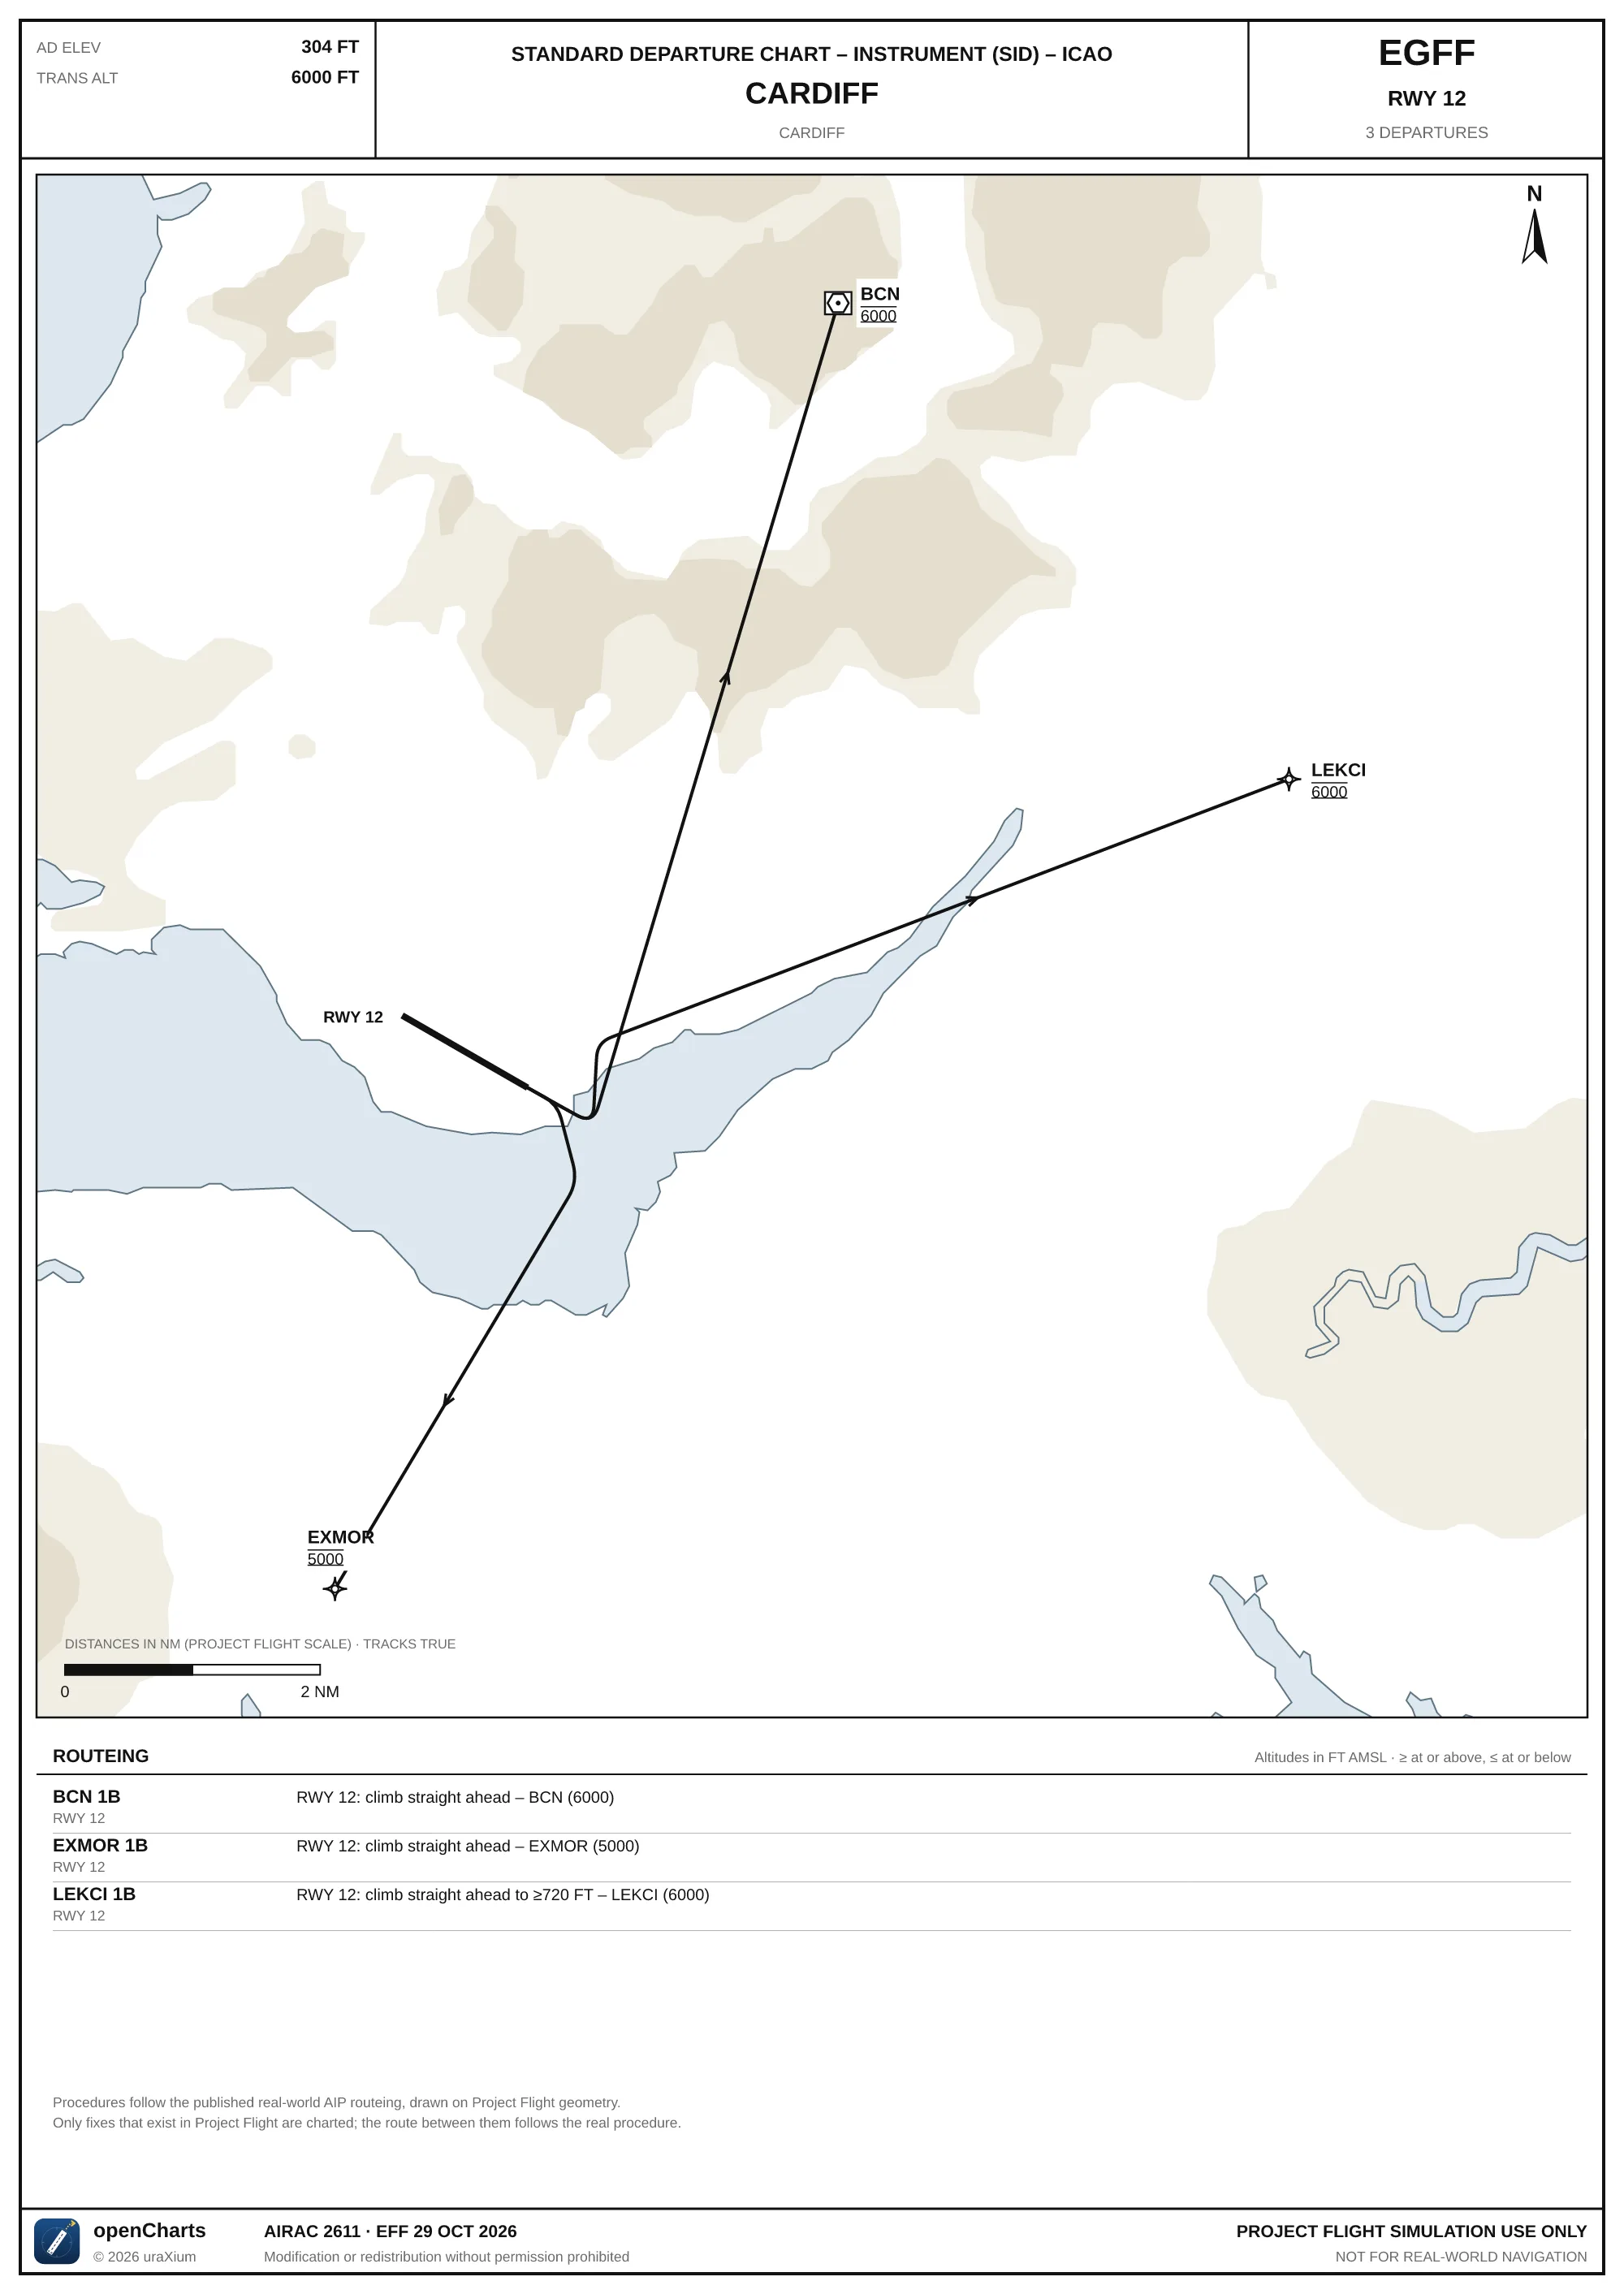 AD ELEV 304 FT
TRANS ALT 6000 FT
STANDARD DEPARTURE CHART – INSTRUMENT (SID) – ICAO
CARDIFF
CARDIFF
EGFF
RWY 12
3 DEPARTURES
N
BCN
6000
LEKCI
6000
RWY 12
EXMOR
5000
DISTANCES IN NM (PROJECT FLIGHT SCALE) · TRACKS TRUE
0 2 NM
ROUTEING Altitudes in FT AMSL · ≥ at or above, ≤ at or below
BCN 1B RWY 12: climb straight ahead – BCN (6000)
RWY 12
EXMOR 1B RWY 12: climb straight ahead – EXMOR (5000)
RWY 12
LEKCI 1B RWY 12: climb straight ahead to ≥720 FT – LEKCI (6000)
RWY 12
Procedures follow the published real-world AIP routeing, drawn on Project Flight geometry.
Only fixes that exist in Project Flight are charted; the route between them follows the real procedure.
openCharts AIRAC 2611 · EFF 29 OCT 2026 PROJECT FLIGHT SIMULATION USE ONLY
© 2026 uraXium Modification or redistribution without permission prohibited NOT FOR REAL-WORLD NAVIGATION